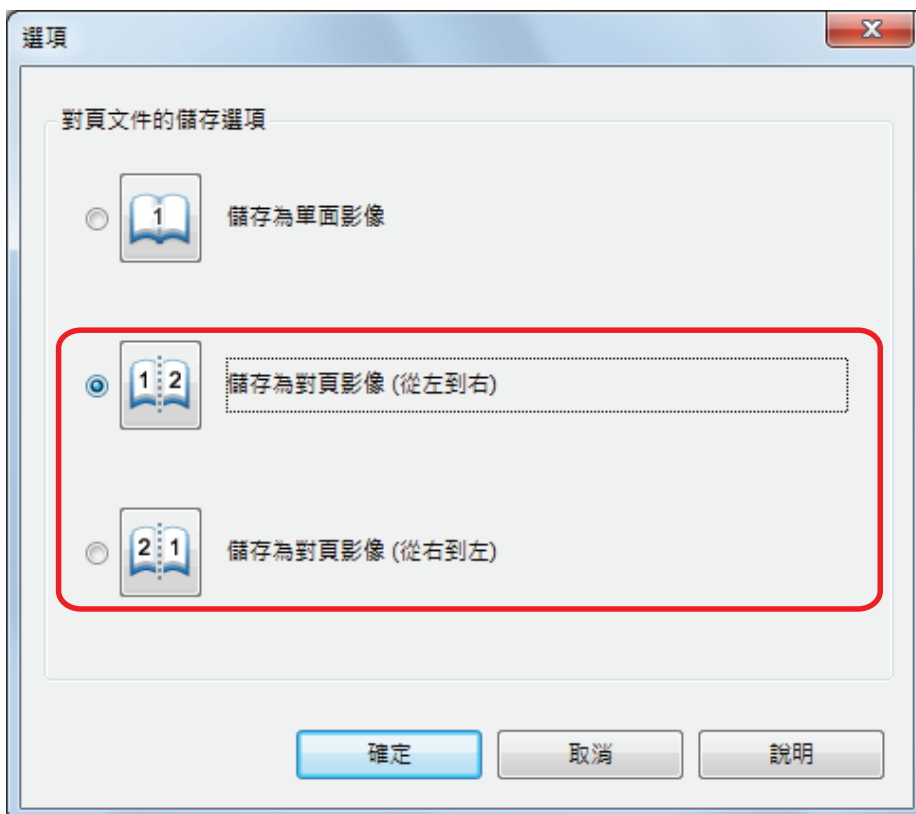 選項
X
對頁文件的儲存選項
1
儲存為單面影像
1 2
儲存為對頁影像 (從左到右)
2 1
儲存為對頁影像 (從右到左)
確定
取消
說明